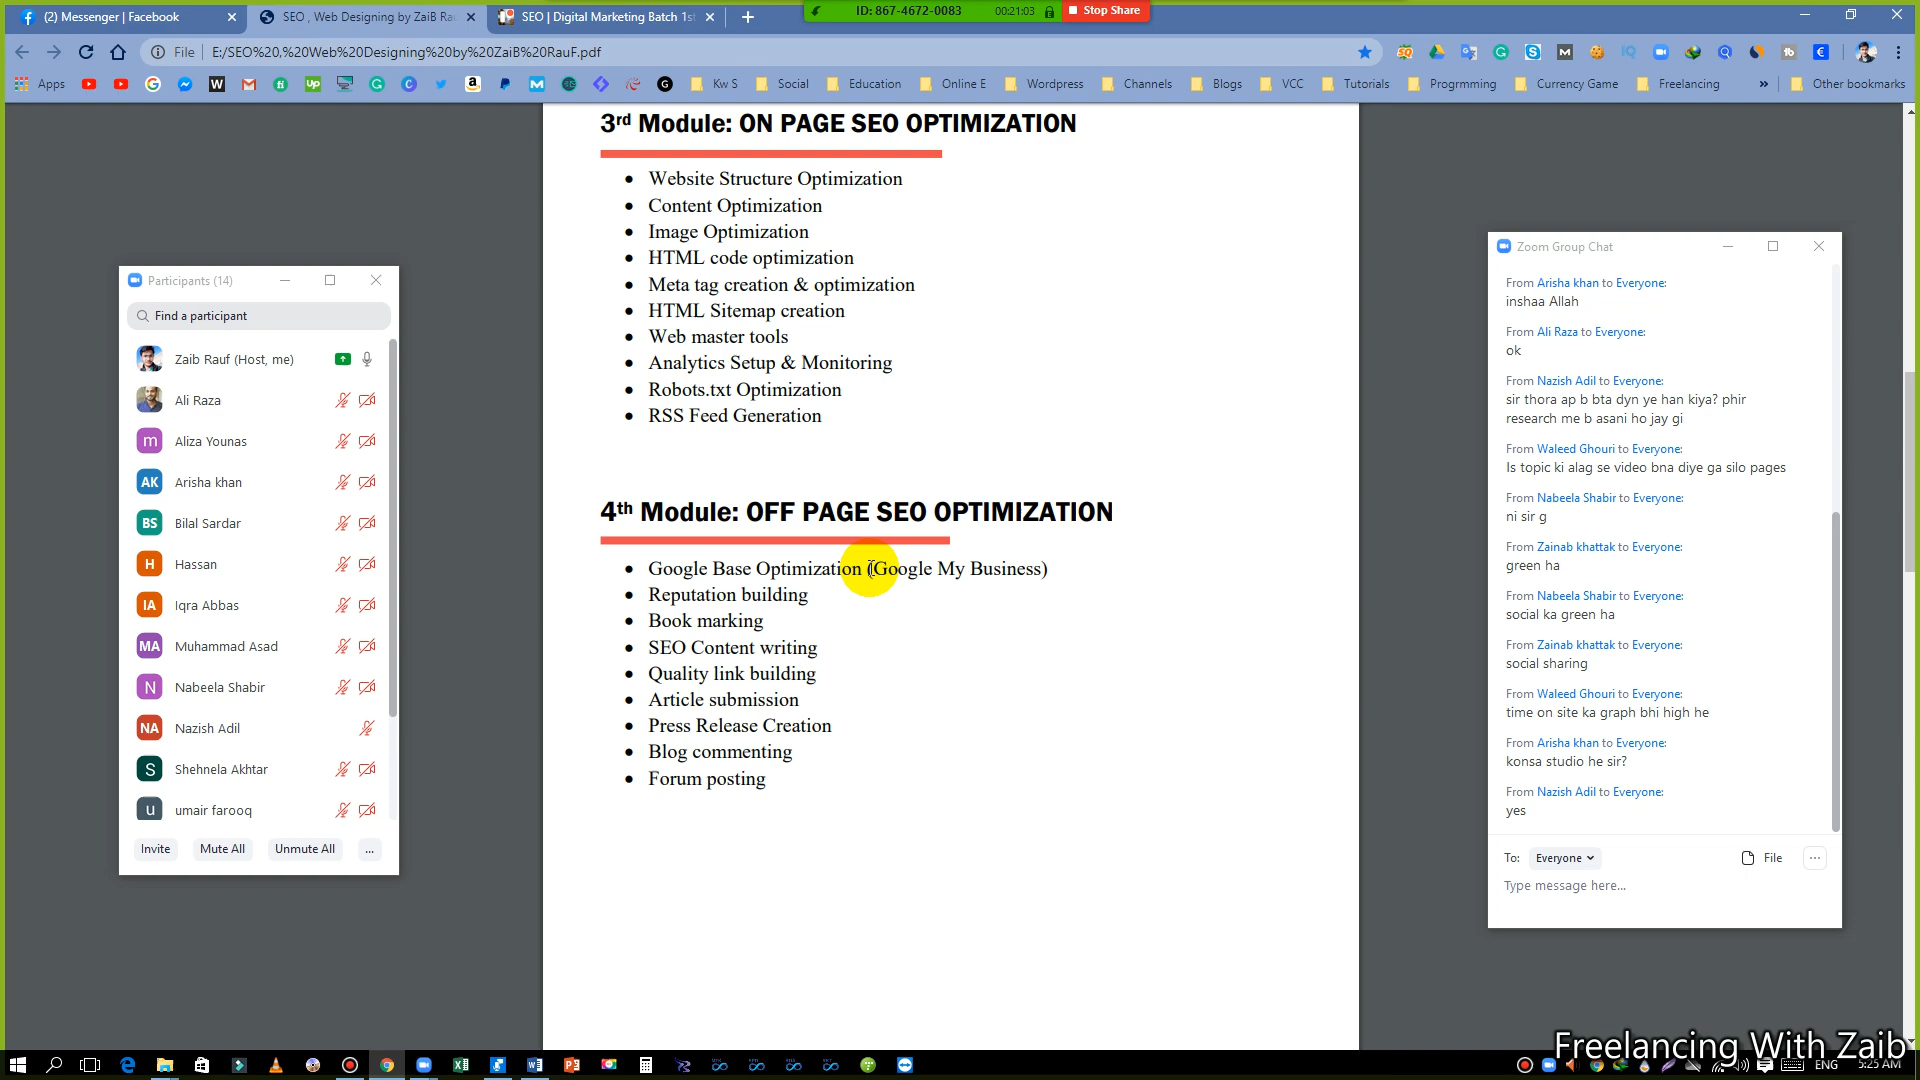 (2) Messenger | Facebook
SEO , Web Designing by ZaiB Rau
SEO | Digital Marketing Batch 1st
ID: 867-4672-0083
00:21:03
Stop Share
File
E:/SEO%20,%20Web%20Designing%20by%20ZaiB%20RauF.pdf
Apps
Kw S
Social
Education
Online E
Wordpress
Channels
Blogs
VCC
Tutorials
Progrmming
Currency Game
Freelancing
»
Other bookmarks
3rd Module: ON PAGE SEO OPTIMIZATION
• Website Structure Optimization
• Content Optimization
• Image Optimization
• HTML code optimization
• Meta tag creation & optimization
• HTML Sitemap creation
• Web master tools
• Analytics Setup & Monitoring
• Robots.txt Optimization
• RSS Feed Generation
4th Module: OFF PAGE SEO OPTIMIZATION
• Google Base Optimization (Google My Business)
• Reputation building
• Book marking
• SEO Content writing
• Quality link building
• Article submission
• Press Release Creation
• Blog commenting
• Forum posting
Participants (14)
Find a participant
Zaib Rauf (Host, me)
Ali Raza
m Aliza Younas
AK Arisha khan
BS Bilal Sardar
H Hassan
IA Iqra Abbas
MA Muhammad Asad
N Nabeela Shabir
NA Nazish Adil
S Shehnela Akhtar
u umair farooq
Invite
Mute All
Unmute All
...
Zoom Group Chat
From Arisha khan to Everyone:
inshaa Allah
From Ali Raza to Everyone:
ok
From Nazish Adil to Everyone:
sir thora ap b bta dyn ye han kiya? phir
research me b asani ho jay gi
From Waleed Ghouri to Everyone:
Is topic ki alag se video bna diye ga silo pages
From Nabeela Shabir to Everyone:
ni sir g
From Zainab khattak to Everyone:
green ha
From Nabeela Shabir to Everyone:
social ka green ha
From Zainab khattak to Everyone:
social sharing
From Waleed Ghouri to Everyone:
time on site ka graph bhi high he
From Arisha khan to Everyone:
konsa studio he sir?
From Nazish Adil to Everyone:
yes
To: Everyone
File
...
Type message here...
Freelancing With Zaib
ENG
5:25 AM